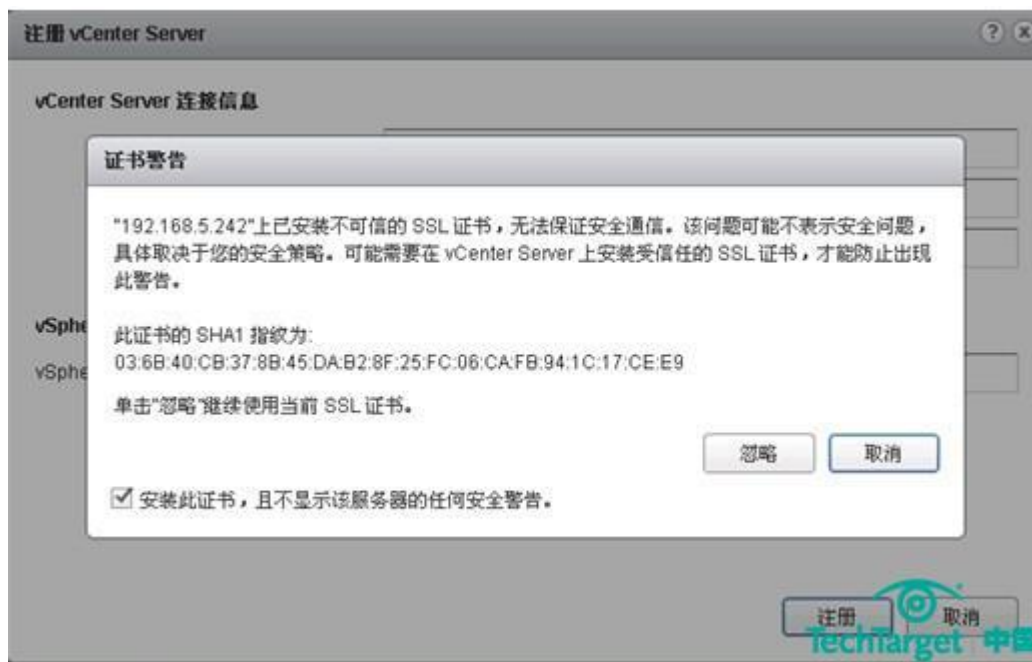 注册 vCenter Server
vCenter Server 连接信息
证书警告
"192.168.5.242"上已安装不可信的 SSL 证书，无法保证安全通信。该问题可能不表示安全问题，
具体取决于您的安全策略。可能需要在 vCenter Server 上安装受信任的 SSL 证书，才能防止出现
此警告。
vSphe
此证书的 SHA1 指纹为:
03:6B:40:CB:37:8B:45:DA:B2:8F:25:FC:06:CA:FB:94:1C:17:CE:E9
vSphe
单击"忽略"继续使用当前 SSL 证书。
忽略 取消
安装此证书，且不显示该服务器的任何安全警告。
注册 取消
TechTarget 中国